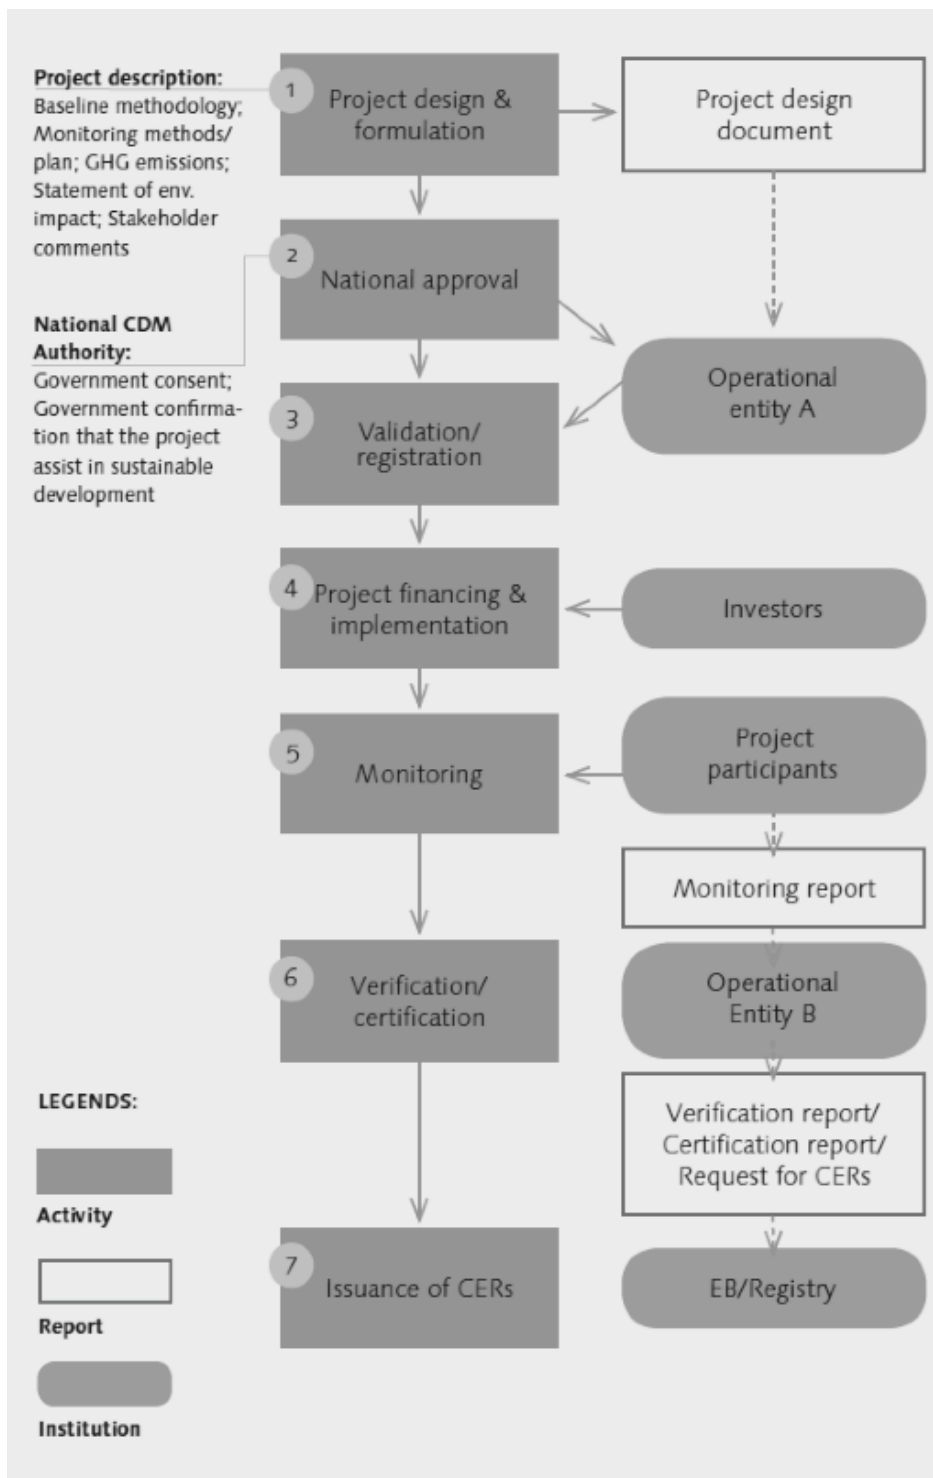 Project description:
Baseline methodology;
Monitoring methods/
plan; GHG emissions;
Statement of env.
impact; Stakeholder
comments
National CDM
Authority:
Government consent;
Government confirma-
tion that the project
assist in sustainable
development
1
Project design &
formulation
Project design
document
2
National approval
Operational
entity A
3
Validation/
registration
4
Project financing &
implementation
Investors
5
Monitoring
Project
participants
Monitoring report
6
Verification/
certification
Operational
Entity B
Verification report/
Certification report/
Request for CERs
7
Issuance of CERs
EB/Registry
LEGENDS:
Activity
Report
Institution